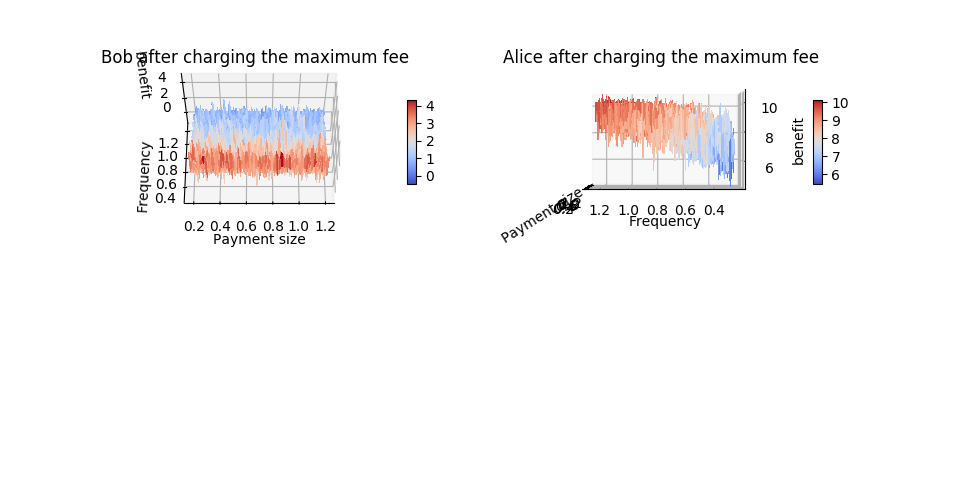 Bob after charging the maximum fee
benefit
4
2
0
1.2
1.0
0.8
0.6
0.4
Frequency
0.2 0.4 0.6 0.8 1.0 1.2
Payment size
4
3
2
1
0
Alice after charging the maximum fee
10
8
6
benefit
Payment size
1.2 1.0 0.8 0.6 0.4
Frequency
10
9
8
7
6